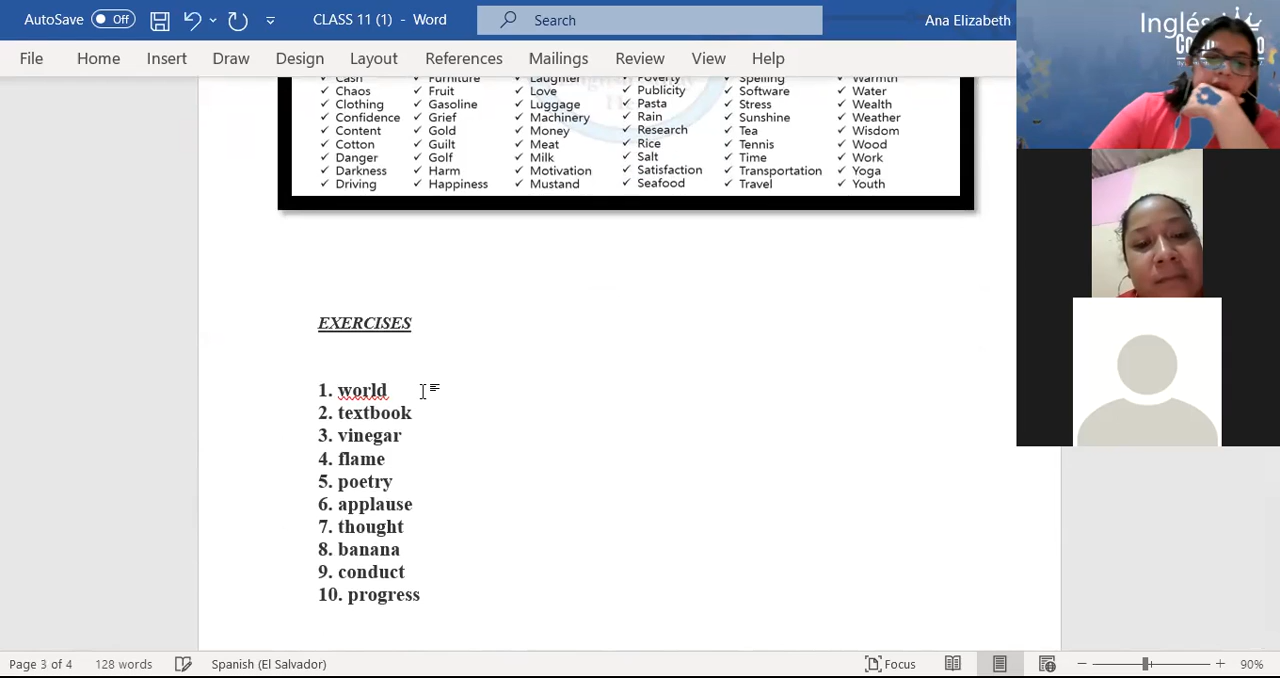 AutoSave Off CLASS 11 (1) - Word Search Ana Elizabeth
File Home Insert Draw Design Layout References Mailings Review View Help
Inglés
Cash Furniture Laughter Poverty Spelling Warmth
✓ Chaos ✓ Fruit ✓ Love ✓ Publicity ✓ Software ✓ Water
✓ Clothing ✓ Gasoline ✓ Luggage ✓ Pasta ✓ Stress ✓ Wealth
✓ Confidence ✓ Grief ✓ Machinery ✓ Rain ✓ Sunshine ✓ Weather
✓ Content ✓ Gold ✓ Money ✓ Research ✓ Tea ✓ Wisdom
✓ Cotton ✓ Guilt ✓ Meat ✓ Rice ✓ Tennis ✓ Wood
✓ Danger ✓ Golf ✓ Milk ✓ Salt ✓ Time ✓ Work
✓ Darkness ✓ Harm ✓ Motivation ✓ Satisfaction ✓ Transportation ✓ Yoga
✓ Driving ✓ Happiness ✓ Mustand ✓ Seafood ✓ Travel ✓ Youth
EXERCISES
1. world
2. textbook
3. vinegar
4. flame
5. poetry
6. applause
7. thought
8. banana
9. conduct
10. progress
Page 3 of 4 128 words Spanish (El Salvador) Focus 90%